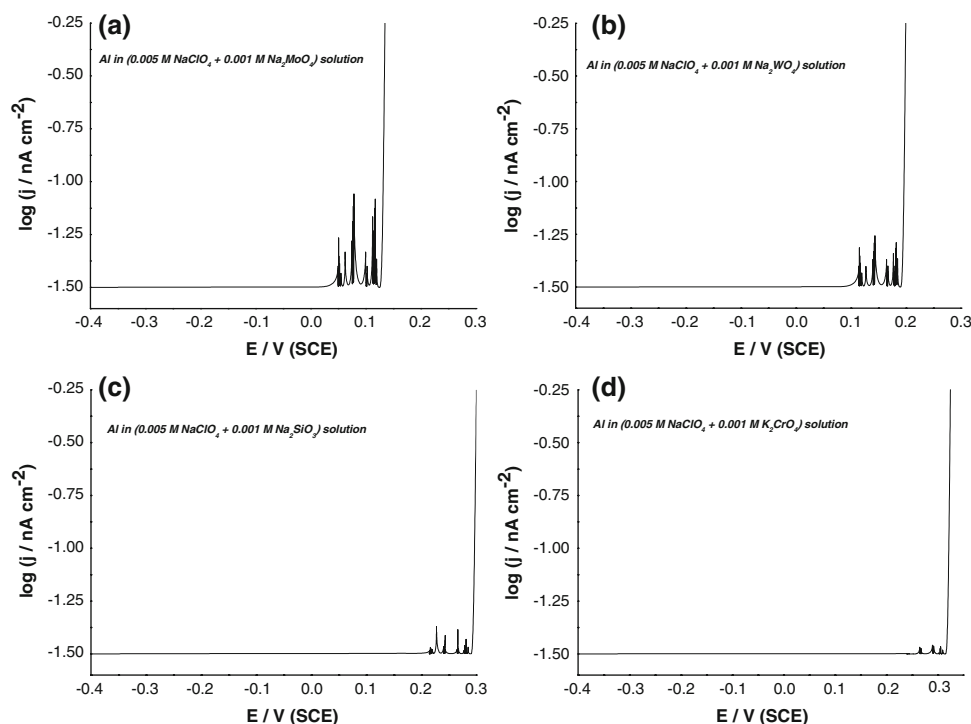 (a)
Al in (0.005 M NaClO₄ + 0.001 M Na₂MoO₄) solution
log (j / nA cm⁻²)
-0.25
-0.50
-0.75
-1.00
-1.25
-1.50
-0.4 -0.3 -0.2 -0.1 0.0 0.1 0.2 0.3
E / V (SCE)
(b)
Al in (0.005 M NaClO₄ + 0.001 M Na₂WO₄) solution
log (j / nA cm⁻²)
-0.25
-0.50
-0.75
-1.00
-1.25
-1.50
-0.4 -0.3 -0.2 -0.1 0.0 0.1 0.2 0.3
E / V (SCE)
(c)
Al in (0.005 M NaClO₄ + 0.001 M Na₂SiO₃) solution
log (j / nA cm⁻²)
-0.25
-0.50
-0.75
-1.00
-1.25
-1.50
-0.4 -0.3 -0.2 -0.1 0.0 0.1 0.2 0.3
E / V (SCE)
(d)
Al in (0.005 M NaClO₄ + 0.001 M K₂CrO₄) solution
log (j / nA cm⁻²)
-0.25
-0.50
-0.75
-1.00
-1.25
-1.50
-0.4 -0.3 -0.2 -0.1 0.0 0.1 0.2 0.3
E / V (SCE)